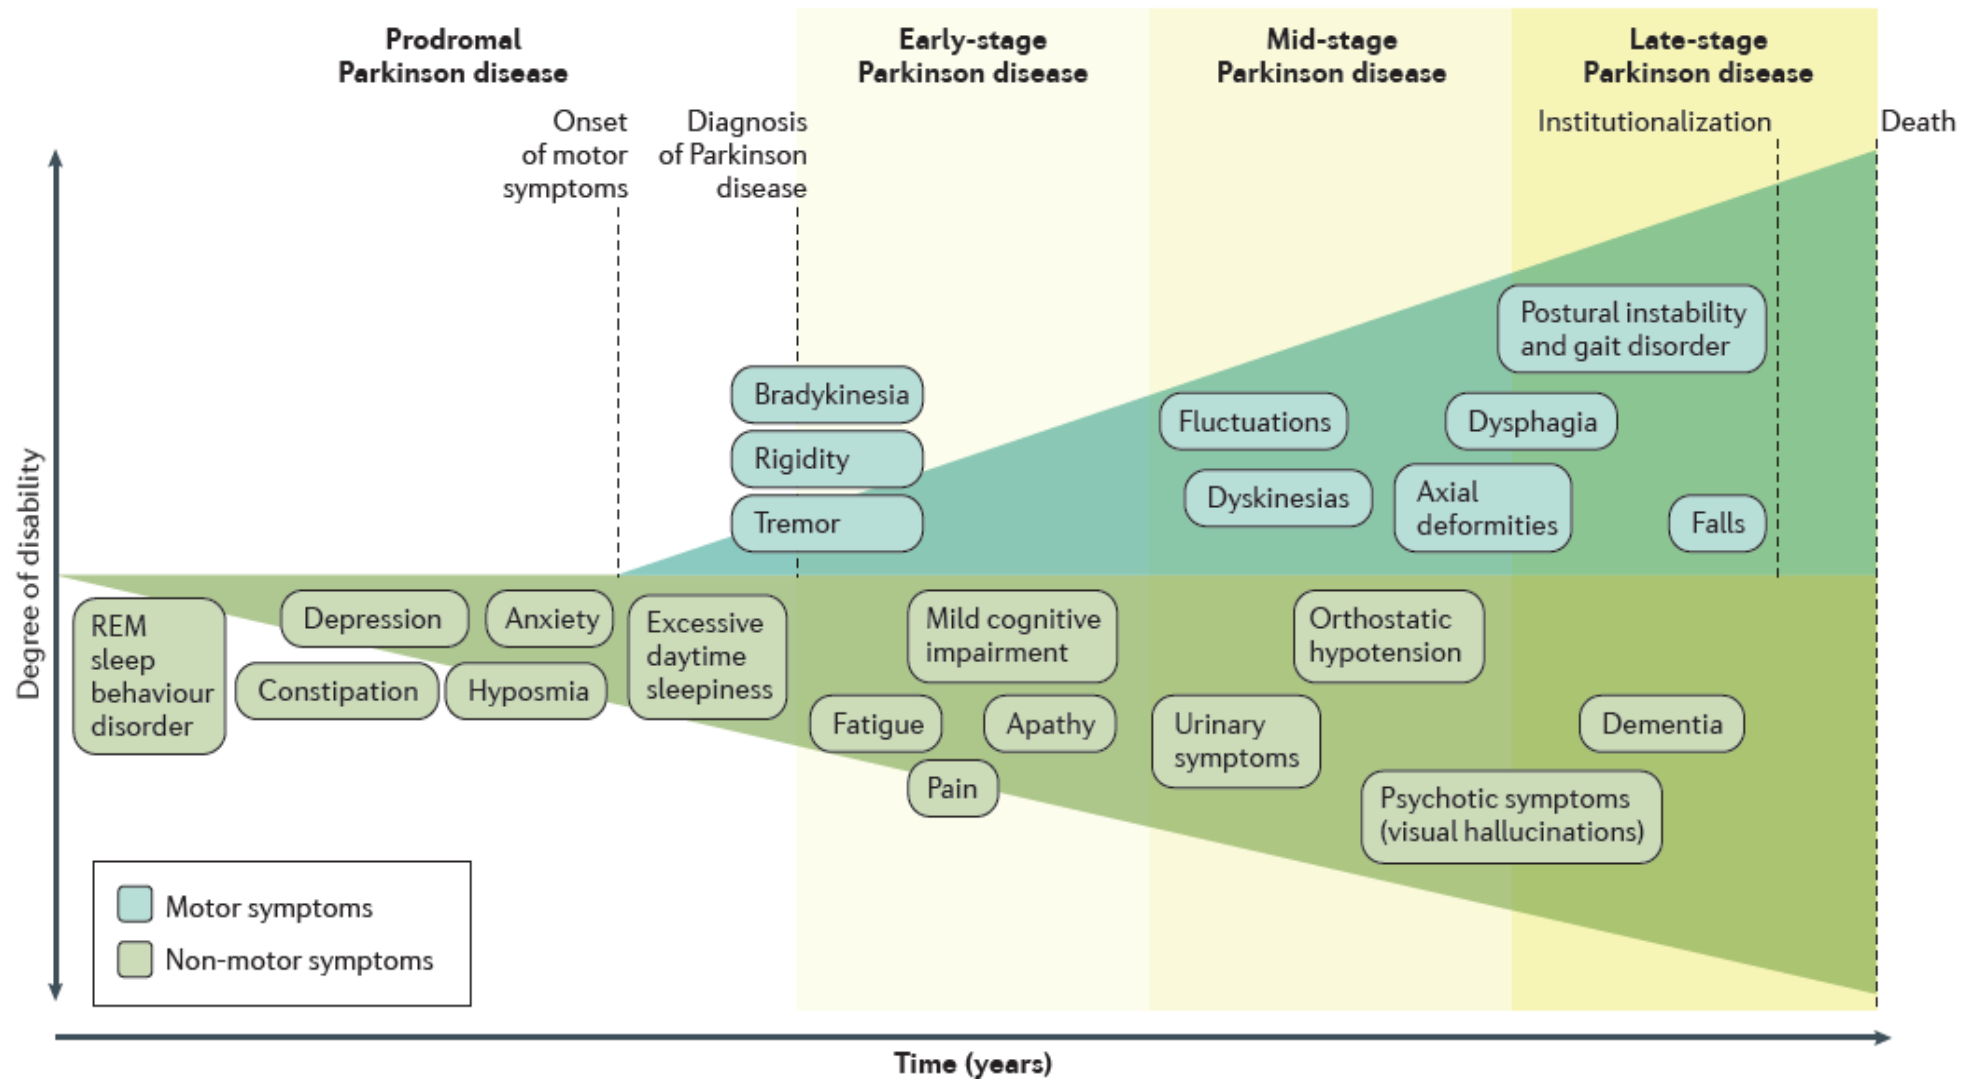 Prodromal
Parkinson disease
Early-stage
Parkinson disease
Mid-stage
Parkinson disease
Late-stage
Parkinson disease
Onset
of motor
symptoms
Diagnosis
of Parkinson
disease
Institutionalization
Death
Degree of disability
Bradykinesia
Rigidity
Tremor
Fluctuations
Dyskinesias
Dysphagia
Axial
deformities
Postural instability
and gait disorder
Falls
REM
sleep
behaviour
disorder
Depression
Constipation
Anxiety
Hyposmia
Excessive
daytime
sleepiness
Mild cognitive
impairment
Fatigue
Apathy
Pain
Orthostatic
hypotension
Urinary
symptoms
Dementia
Psychotic symptoms
(visual hallucinations)
Motor symptoms
Non-motor symptoms
Time (years)